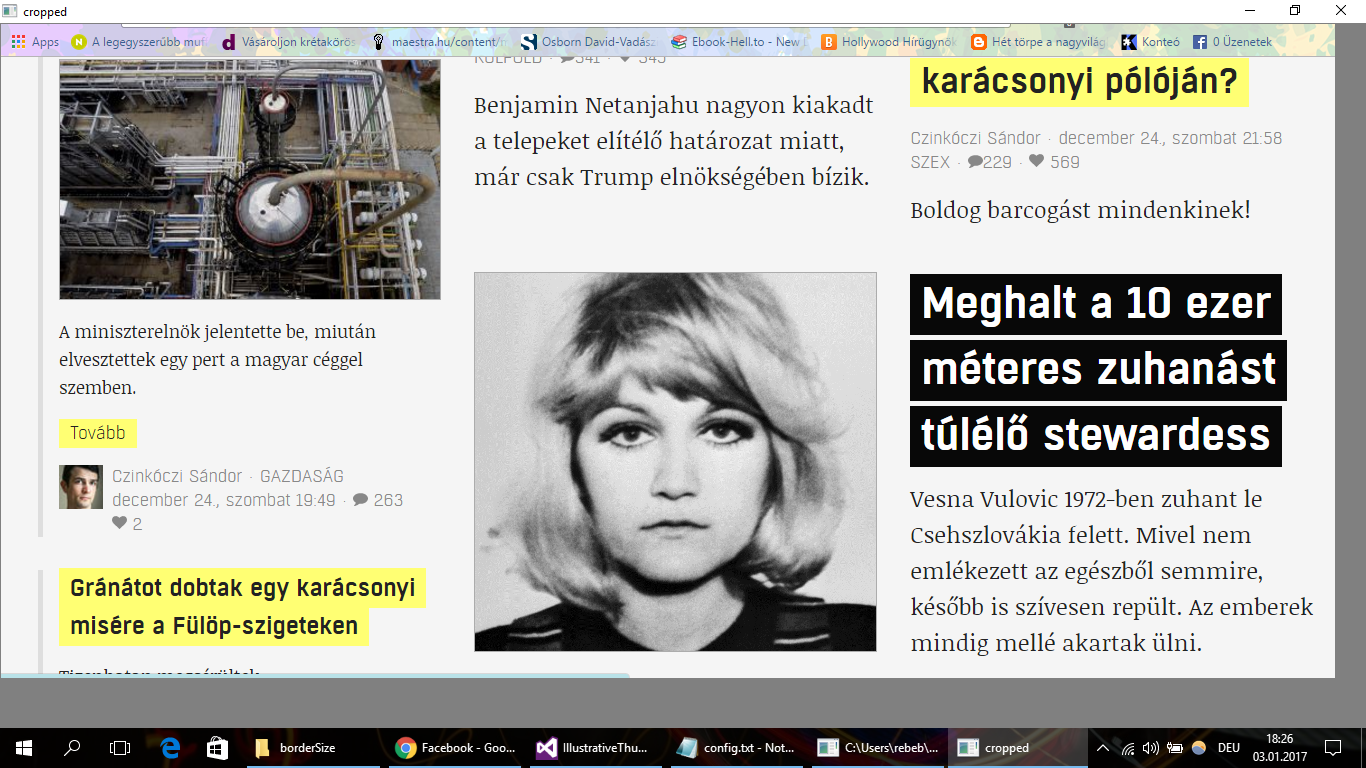 cropped
Apps
A legegyszerűbb muf
Vásároljon krétakörös
maestra.hu/content/m
Osborn David-Vadász
Ebook-Hell.to - New
Hollywood Hírügynök
Hét törpe a nagyvilág
Konteó
0 Üzenetek
A miniszterelnök jelentette be, miután
elvesztettek egy pert a magyar céggel
szemben.
Tovább
Czinkóczi Sándor · GAZDASÁG
december 24., szombat 19:49 · 263
2
Gránátot dobtak egy karácsonyi
misére a Fülöp-szigeteken
KÜLFÖLD · 341 · 545
Benjamin Netanjahu nagyon kiakadt
a telepeket elítélő határozat miatt,
már csak Trump elnökségében bízik.
karácsonyi pólóján?
Czinkóczi Sándor · december 24., szombat 21:58
SZEX · 229 · 569
Boldog barcogást mindenkinek!
Meghalt a 10 ezer
méteres zuhanást
túlélő stewardess
Vesna Vulovic 1972-ben zuhant le
Csehszlovákia felett. Mivel nem
emlékezett az egészből semmire,
később is szívesen repült. Az emberek
mindig mellé akartak ülni.
borderSize
Facebook - Goo...
IllustrativeThu...
config.txt - Not...
C:\Users\rebeb\...
cropped
DEU
18:26
03.01.2017